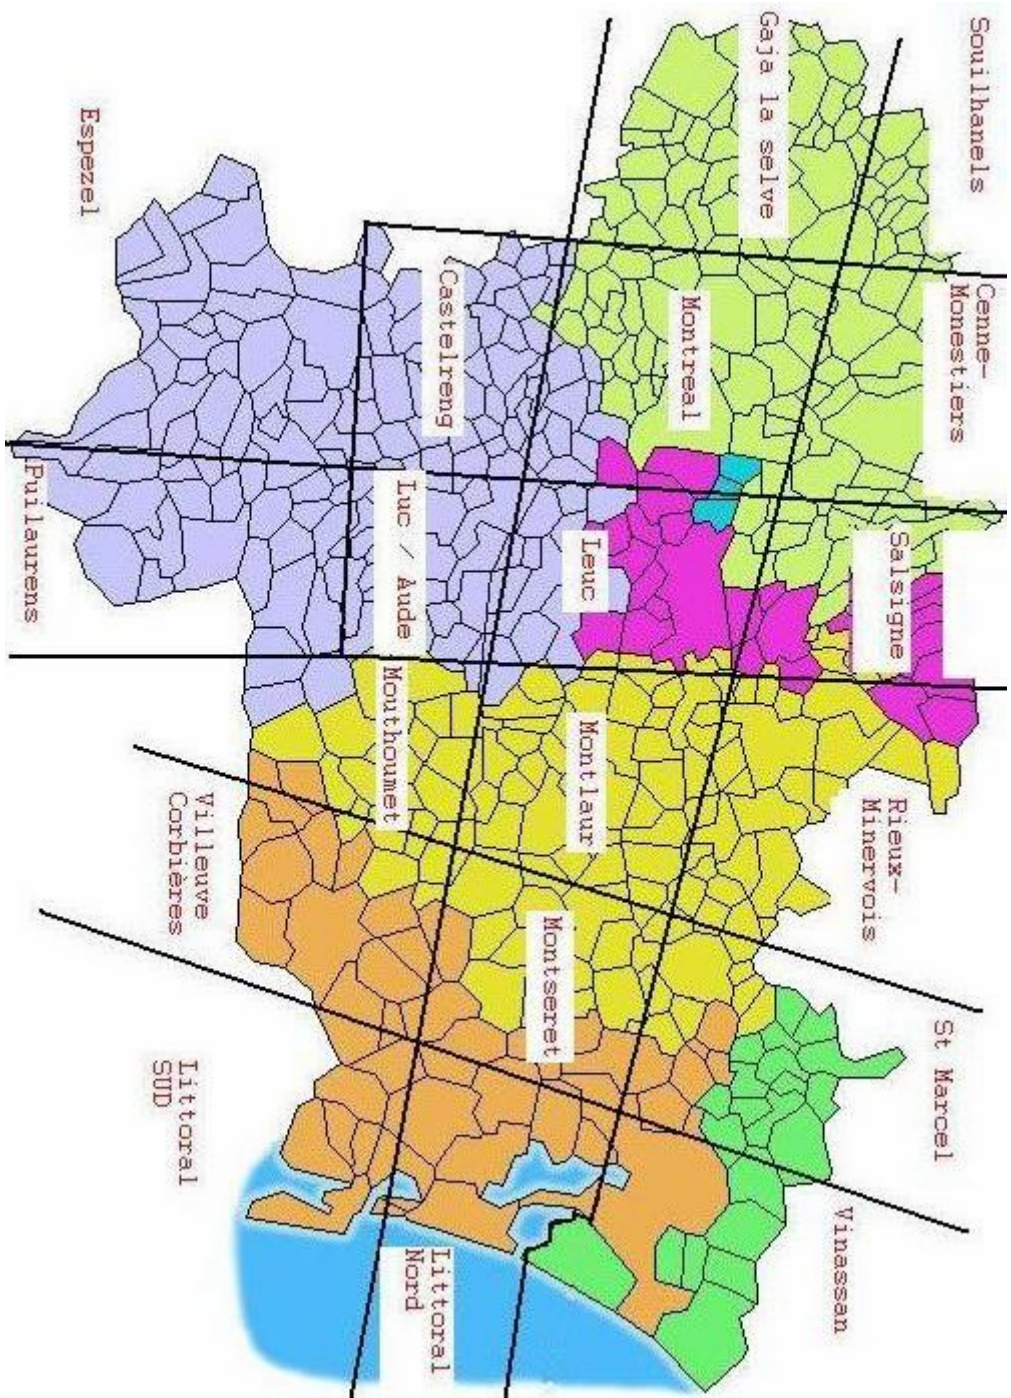 Souilhanels
Cenne-
Monestiers
Salsigne
Rieux-
Minervois
St Marcel
Vinassan
Gaja la selve
Montreal
Leuc
Montlaur
Montseret
Littoral
Nord
Castelreng
Luc / Aude
Mouthoumet
Villeuve
Corbières
Littoral
SUD
Espezel
Puilaurens